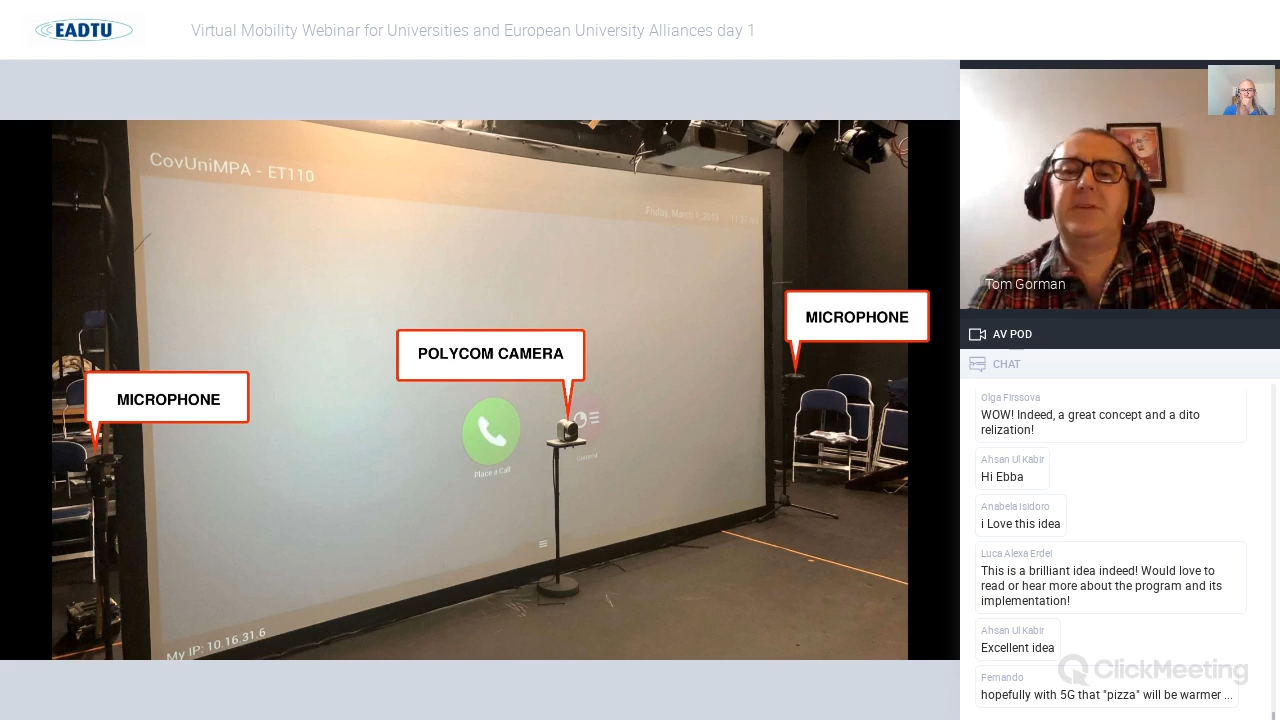 EADTU
Virtual Mobility Webinar for Universities and European University Alliances day 1
CovUniMPA - ET110
Friday, March 1,
MICROPHONE
POLYCOM CAMERA
MICROPHONE
Place a Call
My IP: 10.16.31.6
Tom Gorman
AV POD
CHAT
Olga Firssova
WOW! Indeed, a great concept and a dito
relization!
Ahsan Ul Kabir
Hi Ebba
Anabela Isidoro
i Love this idea
Luca Alexa Erdei
This is a brilliant idea indeed! Would love to
read or hear more about the program and its
implementation!
Ahsan Ul Kabir
Excellent idea
ClickMeeting
Fernando
hopefully with 5G that "pizza" will be warmer ...